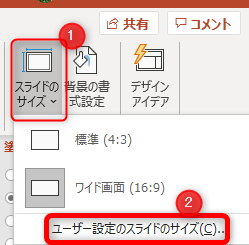 共有
コメント
1
スライドの
サイズ
背景の書
式設定
デザイン
アイデア
標準 (4:3)
ワイド画面 (16:9)
2
ユーザー設定のスライドのサイズ(C)...